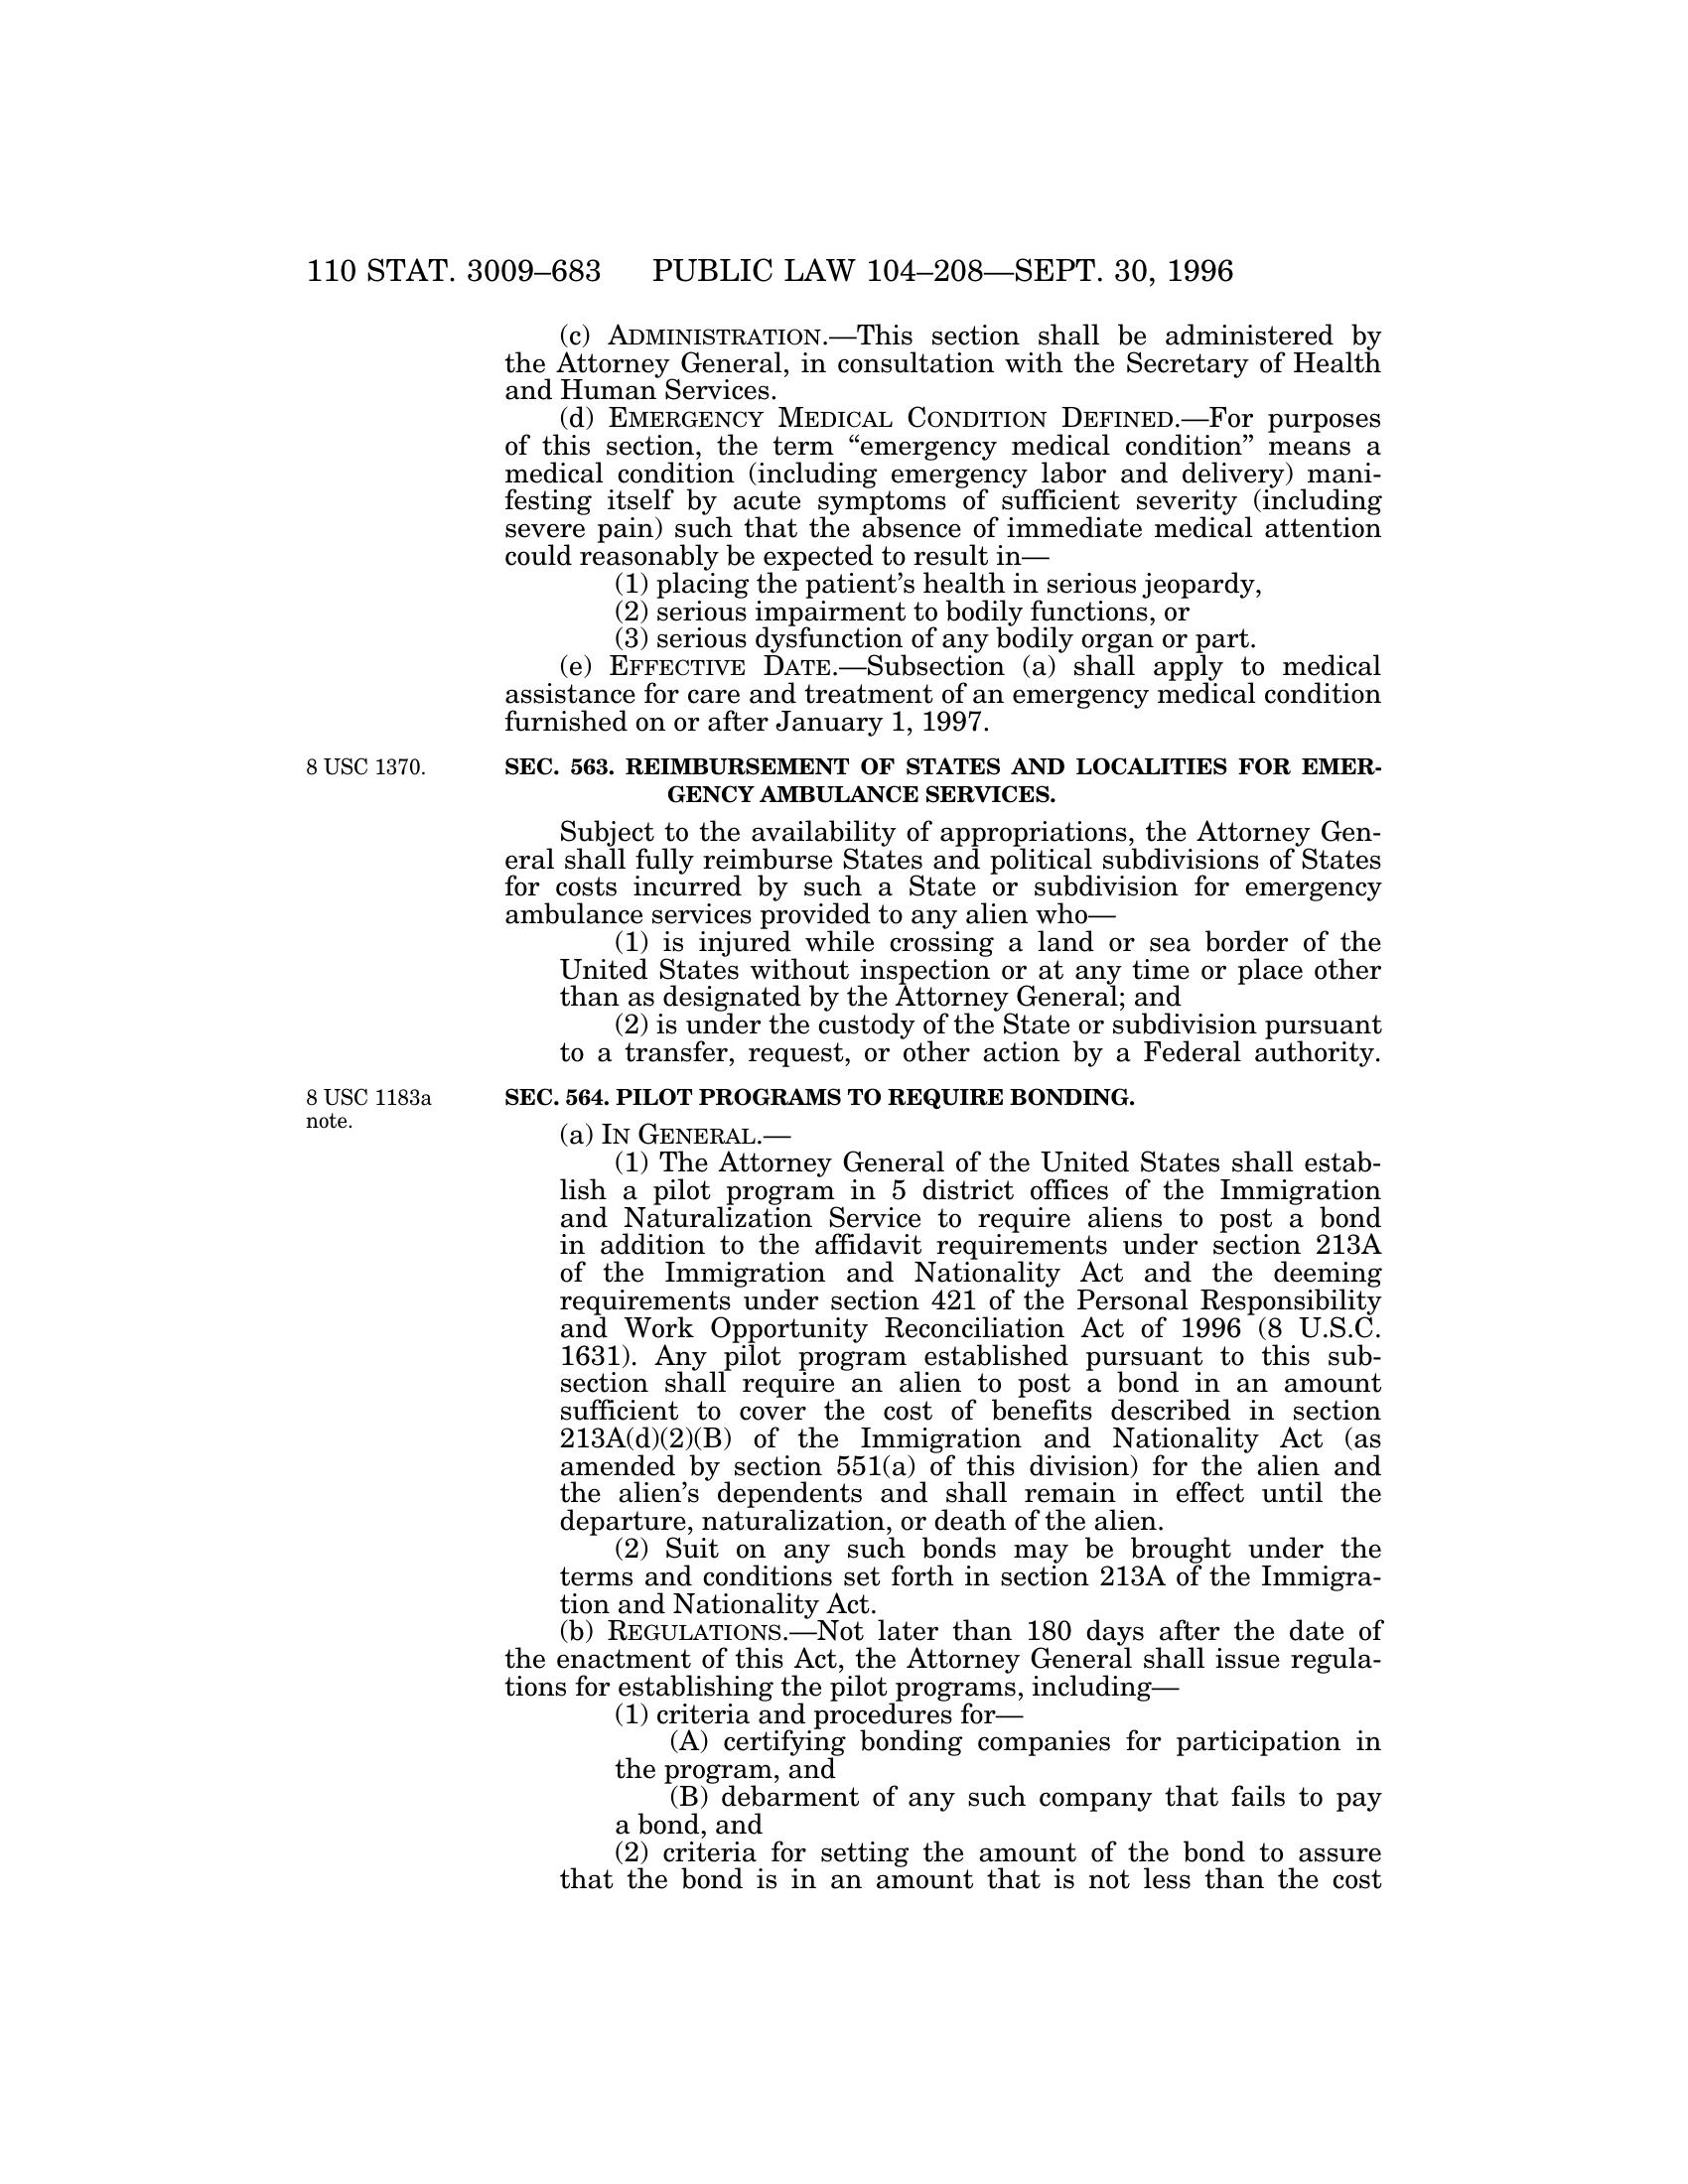 110 STAT. 3009–683 PUBLIC LAW 104–208—SEPT. 30, 1996
(c) ADMINISTRATION.—This section shall be administered by
the Attorney General, in consultation with the Secretary of Health
and Human Services.
(d) EMERGENCY MEDICAL CONDITION DEFINED.—For purposes
of this section, the term “emergency medical condition” means a
medical condition (including emergency labor and delivery) mani-
festing itself by acute symptoms of sufficient severity (including
severe pain) such that the absence of immediate medical attention
could reasonably be expected to result in—
(1) placing the patient’s health in serious jeopardy,
(2) serious impairment to bodily functions, or
(3) serious dysfunction of any bodily organ or part.
(e) EFFECTIVE DATE.—Subsection (a) shall apply to medical
assistance for care and treatment of an emergency medical condition
furnished on or after January 1, 1997.
8 USC 1370.
SEC. 563. REIMBURSEMENT OF STATES AND LOCALITIES FOR EMER-
GENCY AMBULANCE SERVICES.
Subject to the availability of appropriations, the Attorney Gen-
eral shall fully reimburse States and political subdivisions of States
for costs incurred by such a State or subdivision for emergency
ambulance services provided to any alien who—
(1) is injured while crossing a land or sea border of the
United States without inspection or at any time or place other
than as designated by the Attorney General; and
(2) is under the custody of the State or subdivision pursuant
to a transfer, request, or other action by a Federal authority.
8 USC 1183a
note.
SEC. 564. PILOT PROGRAMS TO REQUIRE BONDING.
(a) IN GENERAL.—
(1) The Attorney General of the United States shall estab-
lish a pilot program in 5 district offices of the Immigration
and Naturalization Service to require aliens to post a bond
in addition to the affidavit requirements under section 213A
of the Immigration and Nationality Act and the deeming
requirements under section 421 of the Personal Responsibility
and Work Opportunity Reconciliation Act of 1996 (8 U.S.C.
1631). Any pilot program established pursuant to this sub-
section shall require an alien to post a bond in an amount
sufficient to cover the cost of benefits described in section
213A(d)(2)(B) of the Immigration and Nationality Act (as
amended by section 551(a) of this division) for the alien and
the alien’s dependents and shall remain in effect until the
departure, naturalization, or death of the alien.
(2) Suit on any such bonds may be brought under the
terms and conditions set forth in section 213A of the Immigra-
tion and Nationality Act.
(b) REGULATIONS.—Not later than 180 days after the date of
the enactment of this Act, the Attorney General shall issue regula-
tions for establishing the pilot programs, including—
(1) criteria and procedures for—
(A) certifying bonding companies for participation in
the program, and
(B) debarment of any such company that fails to pay
a bond, and
(2) criteria for setting the amount of the bond to assure
that the bond is in an amount that is not less than the cost